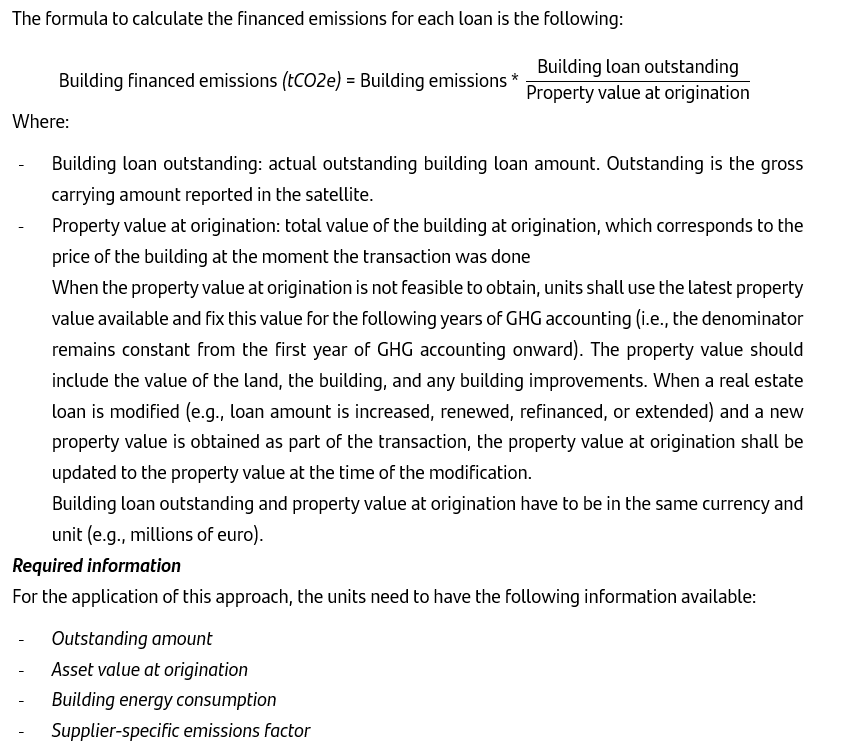 The formula to calculate the financed emissions for each loan is the following:
Building financed emissions (tCO2e) = Building emissions * Building loan outstanding
Property value at origination
Where:
- Building loan outstanding: actual outstanding building loan amount. Outstanding is the gross
carrying amount reported in the satellite.
- Property value at origination: total value of the building at origination, which corresponds to the
price of the building at the moment the transaction was done
When the property value at origination is not feasible to obtain, units shall use the latest property
value available and fix this value for the following years of GHG accounting (i.e., the denominator
remains constant from the first year of GHG accounting onward). The property value should
include the value of the land, the building, and any building improvements. When a real estate
loan is modified (e.g., loan amount is increased, renewed, refinanced, or extended) and a new
property value is obtained as part of the transaction, the property value at origination shall be
updated to the property value at the time of the modification.
Building loan outstanding and property value at origination have to be in the same currency and
unit (e.g., millions of euro).
Required information
For the application of this approach, the units need to have the following information available:
- Outstanding amount
- Asset value at origination
- Building energy consumption
- Supplier-specific emissions factor